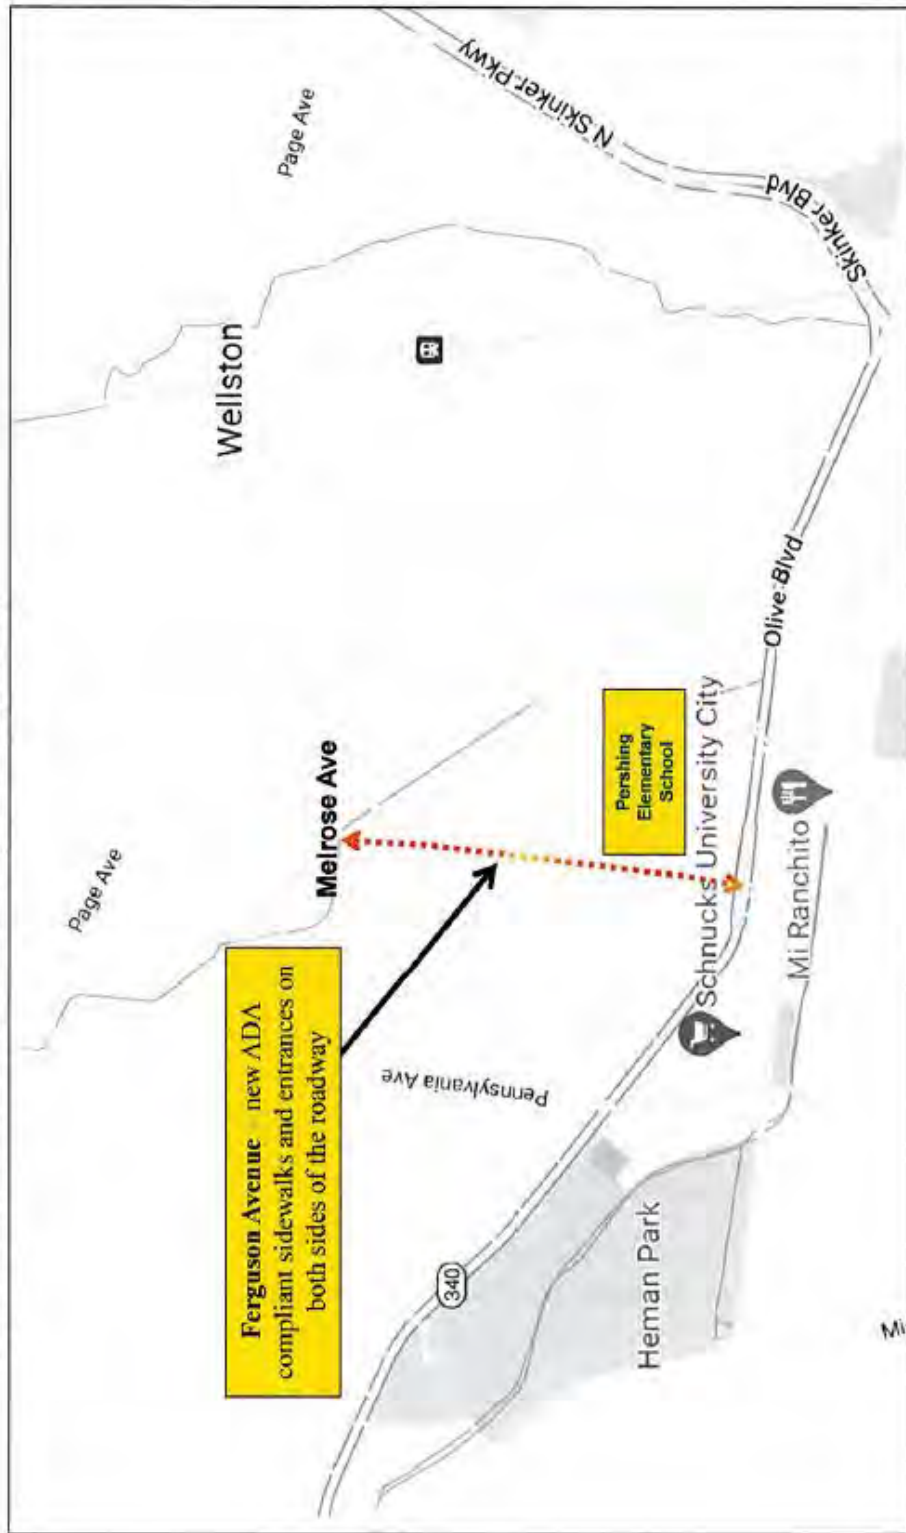 Page Ave
Page Ave
Wellston
Ferguson Avenue – new ADA
compliant sidewalks and entrances on
both sides of the roadway
Melrose Ave
340
Pennsylvania Ave
N Skinker Pkwy
Pershing
Elementary
School
Heman Park
Schnucks University City
Olive Blvd
Mi Ranchito
Skinker Blvd